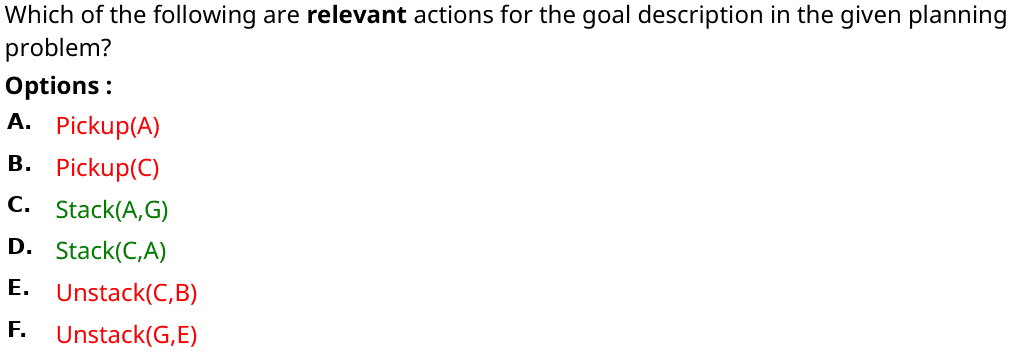 Which of the following are relevant actions for the goal description in the given planning
problem?
Options :
A. Pickup(A)
B. Pickup(C)
C. Stack(A,G)
D. Stack(C,A)
E. Unstack(C,B)
F. Unstack(G,E)